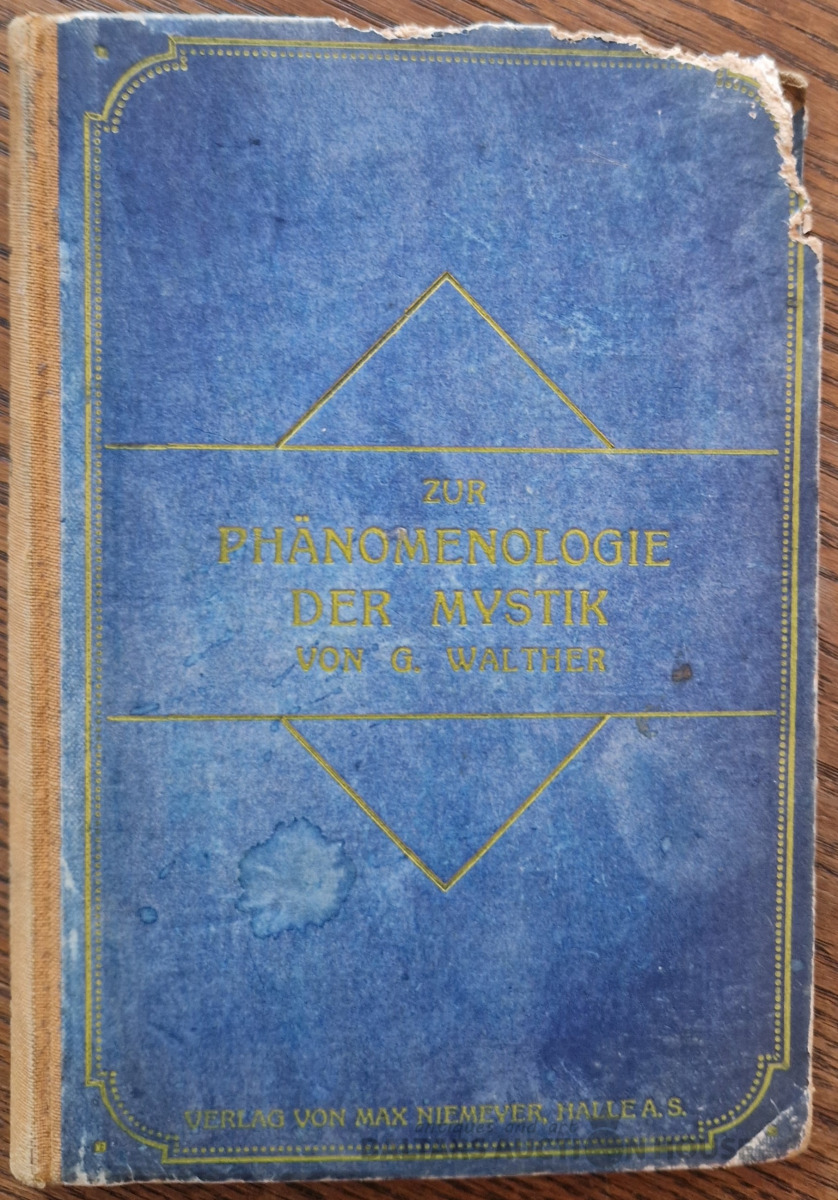 ZUR
PHÄNOMENOLOGIE
DER MYSTIK
VON G. WALTHER
VERLAG VON MAX NIEMEYER, HALLE A. S.